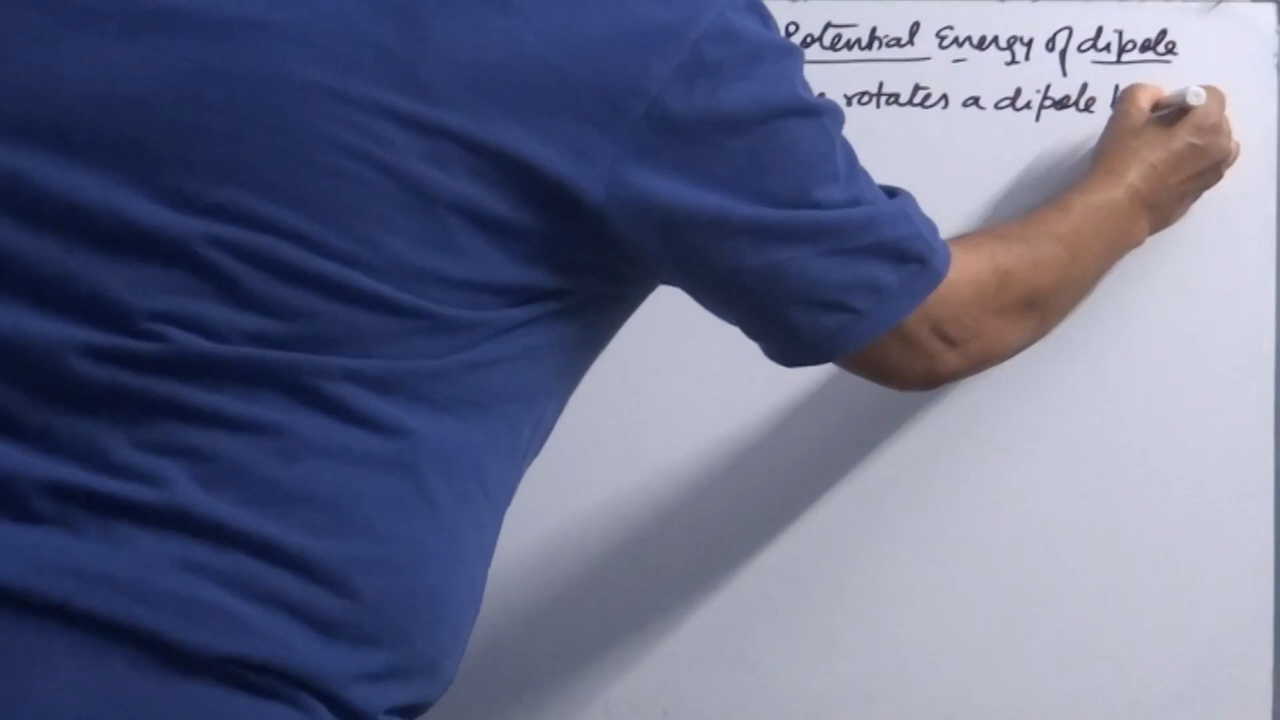 Potential Energy of dipole
rotates a dipole